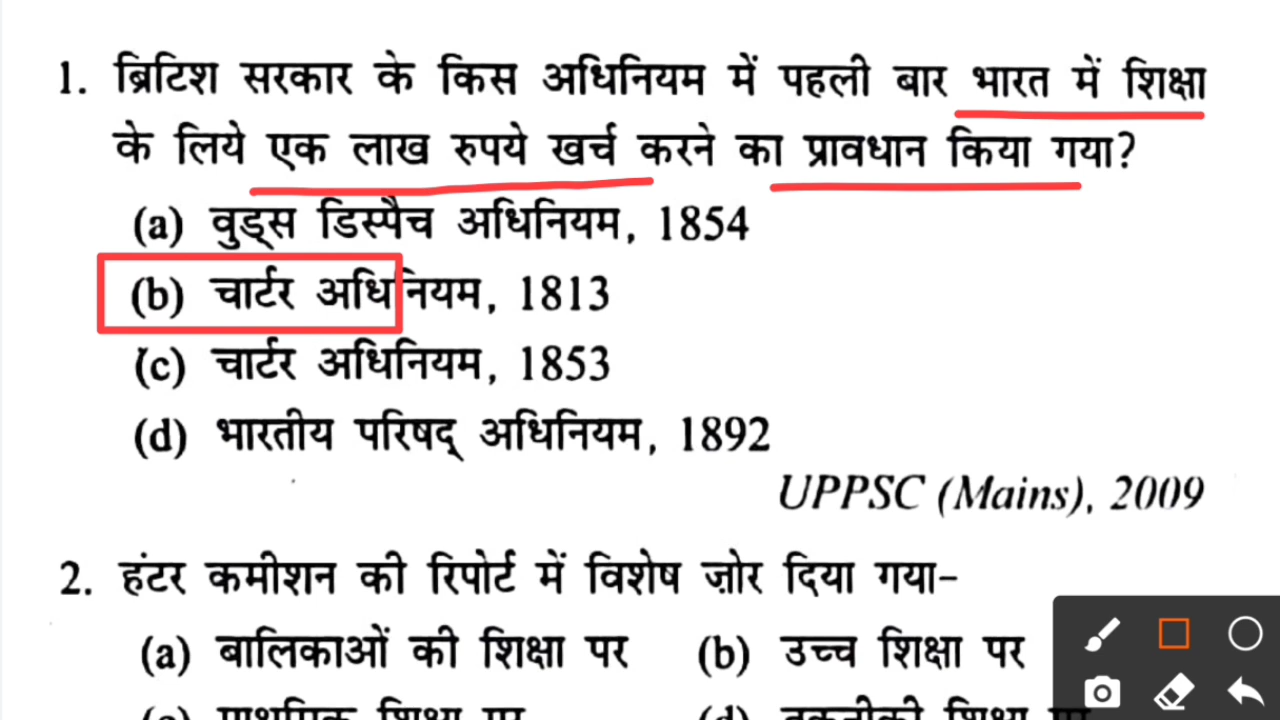 1. ब्रिटिश सरकार के किस अधिनियम में पहली बार भारत में शिक्षा
के लिये एक लाख रुपये खर्च करने का प्रावधान किया गया?
(a) वुड्स डिस्पैच अधिनियम, 1854
(b) चार्टर अधिनियम, 1813
(c) चार्टर अधिनियम, 1853
(d) भारतीय परिषद् अधिनियम, 1892
UPPSC (Mains), 2009
2. हंटर कमीशन की रिपोर्ट में विशेष ज़ोर दिया गया-
(a) बालिकाओं की शिक्षा पर (b) उच्च शिक्षा पर